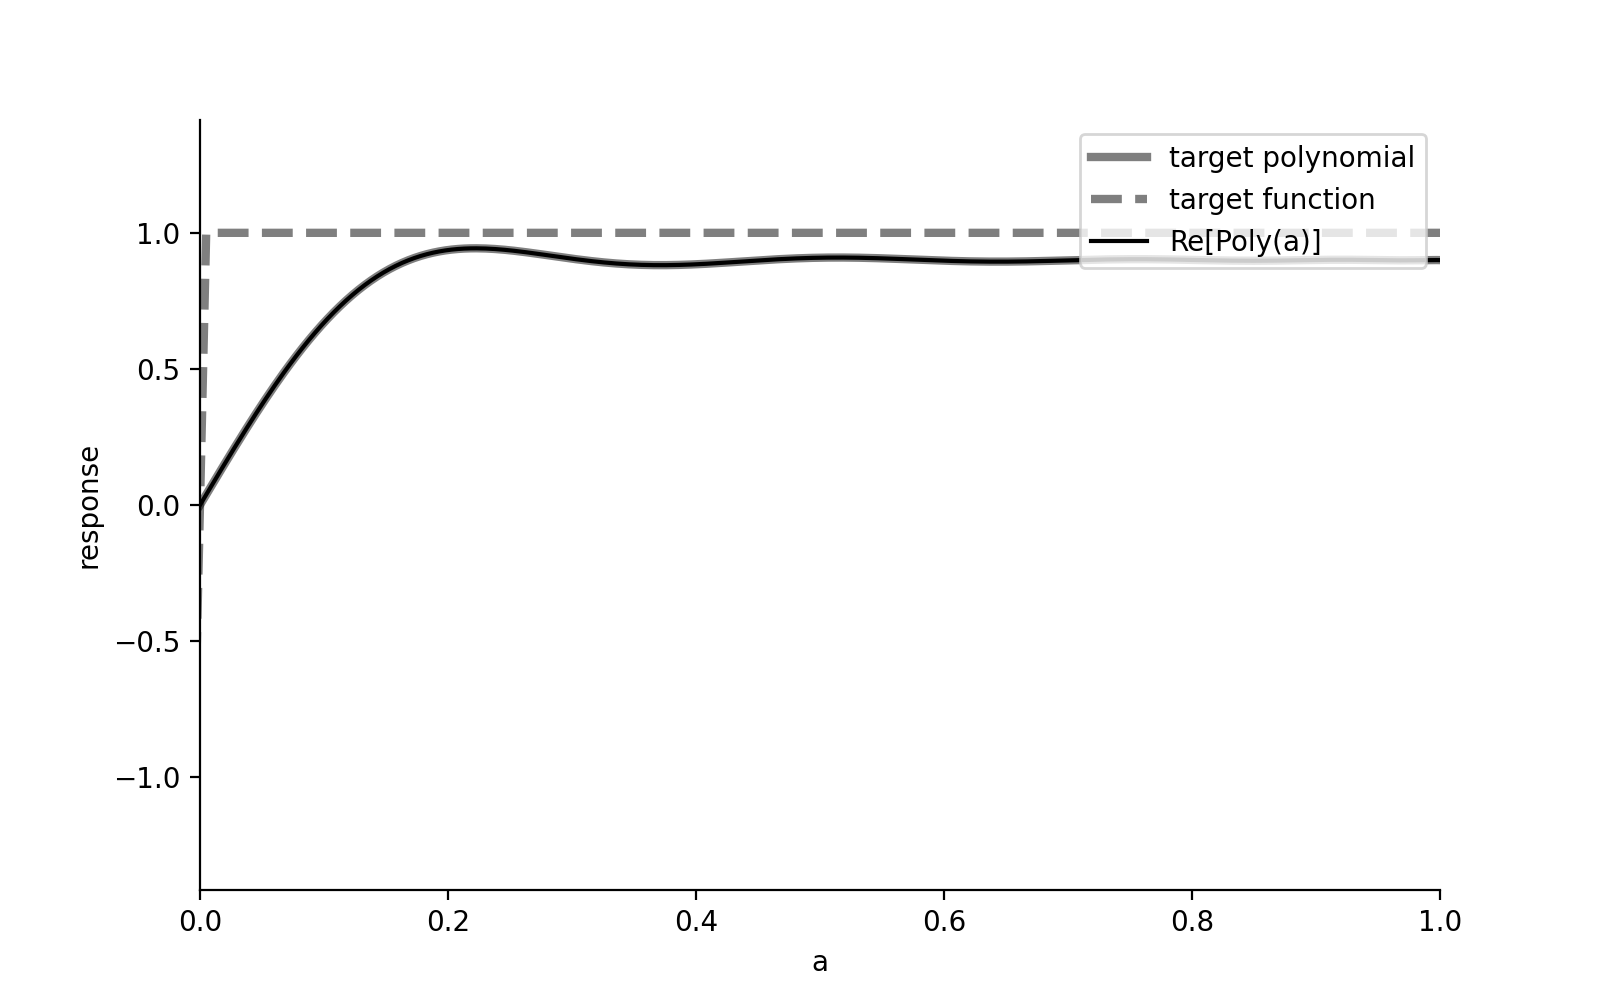 target polynomial
target function
Re[Poly(a)]
1.0
0.5
0.0
−0.5
−1.0
response
0.0 0.2 0.4 0.6 0.8 1.0
a